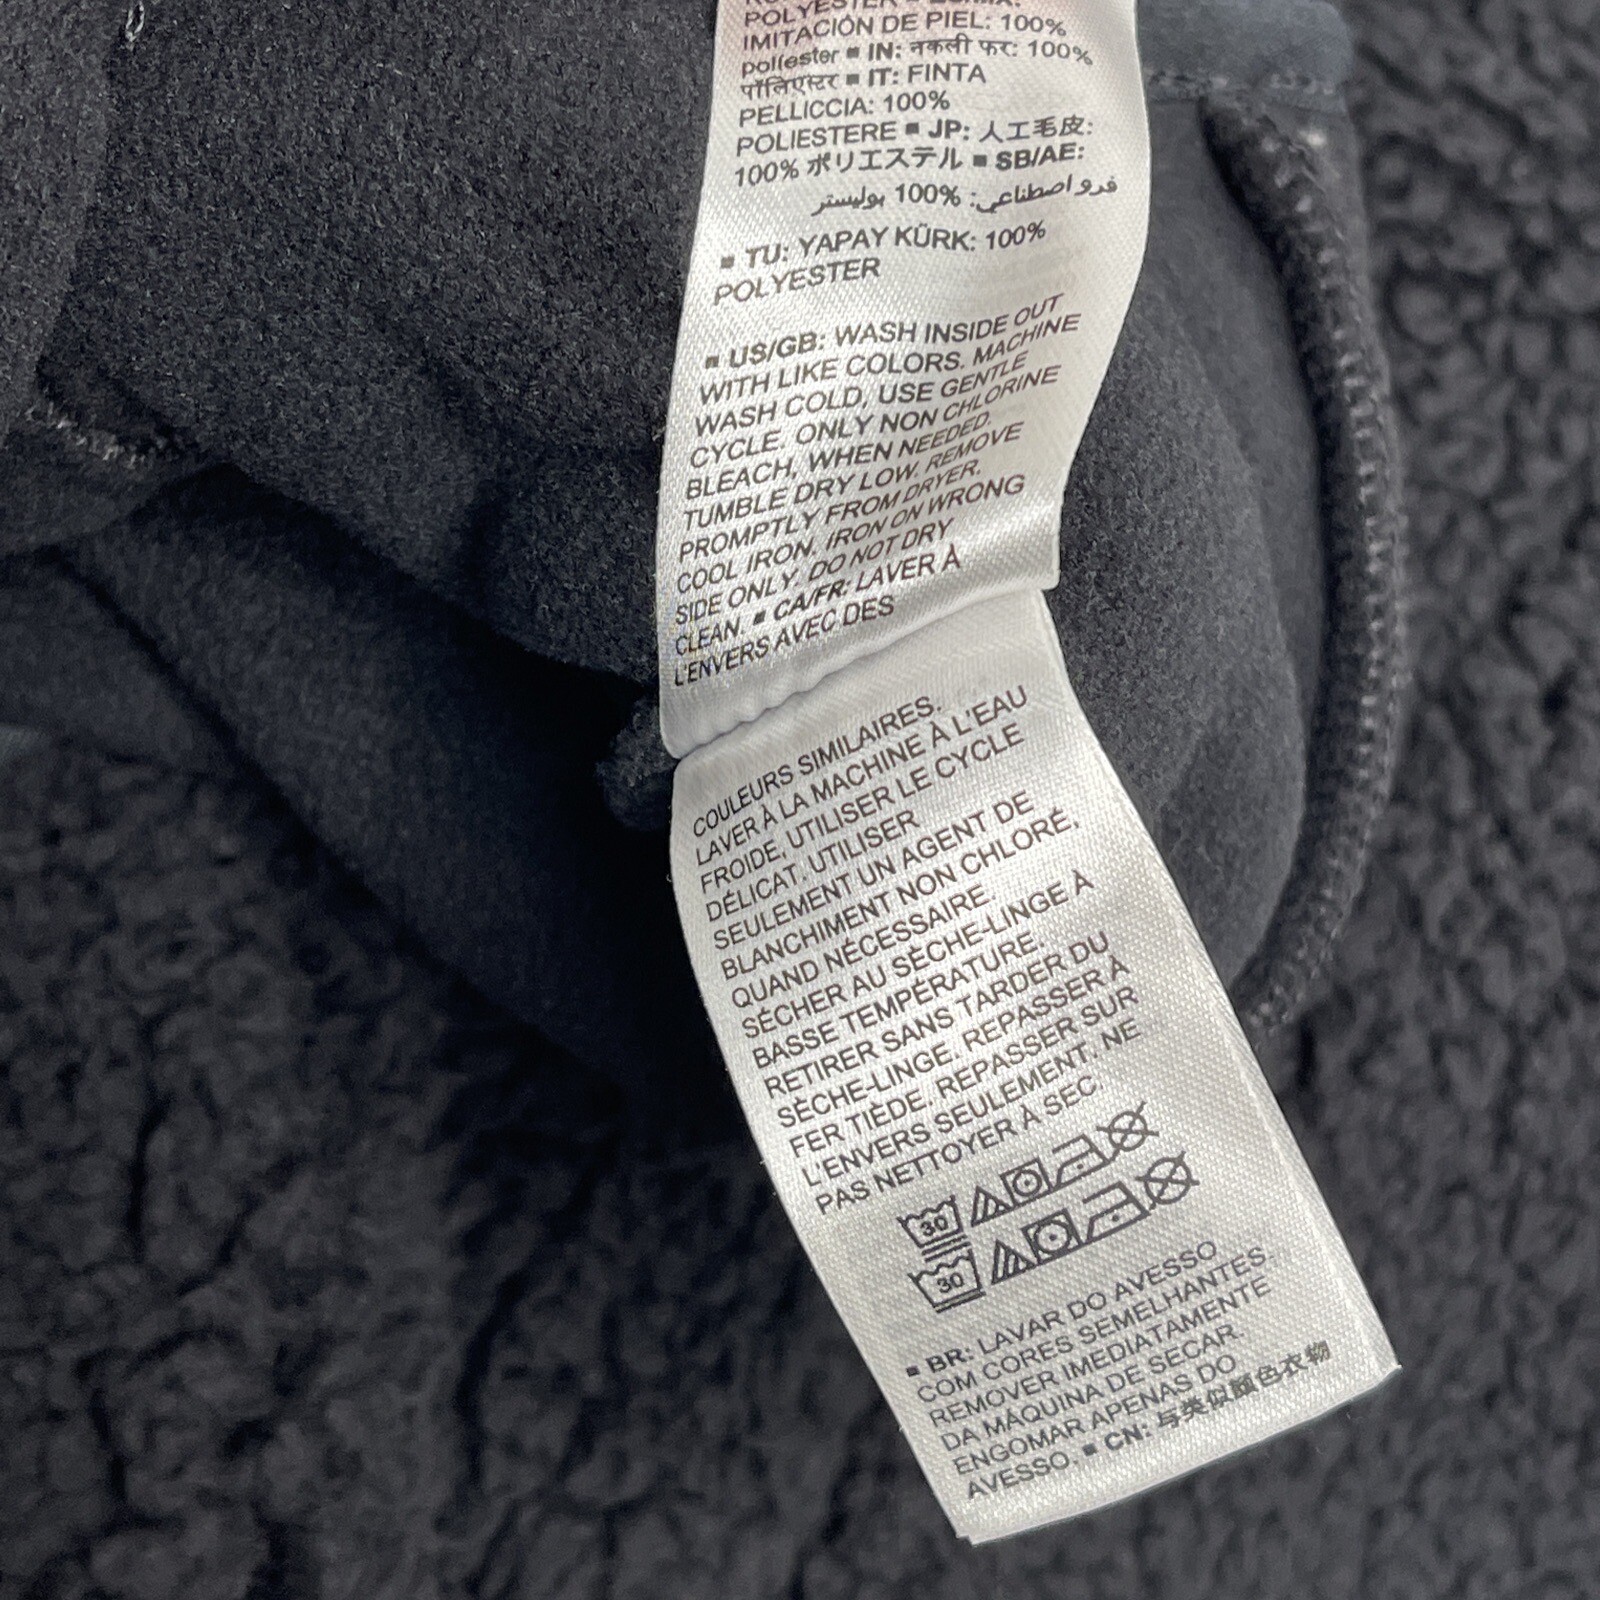 POLYESTER
IMITACIÓN DE PIEL: 100%
poliester ▪ IN: नकली फर: 100%
पॉलिएस्टर ▪ IT: FINTA
PELLICCIA: 100%
POLIESTERE ▪ JP: 人工毛皮:
100% ポリエステル ▪ SB/AE:
فرو اصطناعي: 100% بوليستر
▪ TU: YAPAY KÜRK: 100%
POLYESTER
▪ US/GB: WASH INSIDE OUT
WITH LIKE COLORS. MACHINE
WASH COLD, USE GENTLE
CYCLE. ONLY NON CHLORINE
BLEACH, WHEN NEEDED.
TUMBLE DRY LOW. REMOVE
PROMPTLY FROM DRYER.
COOL IRON. IRON ON WRONG
SIDE ONLY. DO NOT DRY
CLEAN. ▪ CA/FR: LAVER À
L'ENVERS AVEC DES
COULEURS SIMILAIRES.
LAVER À LA MACHINE À L'EAU
FROIDE, UTILISER LE CYCLE
DÉLICAT. UTILISER
SEULEMENT UN AGENT DE
BLANCHIMENT NON CHLORÉ,
QUAND NÉCESSAIRE.
SÉCHER AU SÈCHE-LINGE À
BASSE TEMPÉRATURE.
RETIRER SANS TARDER DU
SÈCHE-LINGE. REPASSER À
FER TIÈDE. REPASSER SUR
L'ENVERS SEULEMENT. NE
PAS NETTOYER À SEC.
30
30
▪ BR: LAVAR DO AVESSO
COM CORES SEMELHANTES.
REMOVER IMEDIATAMENTE
DA MÁQUINA DE SECAR.
ENGOMAR APENAS DO
AVESSO. ▪ CN: 与类似颜色衣物